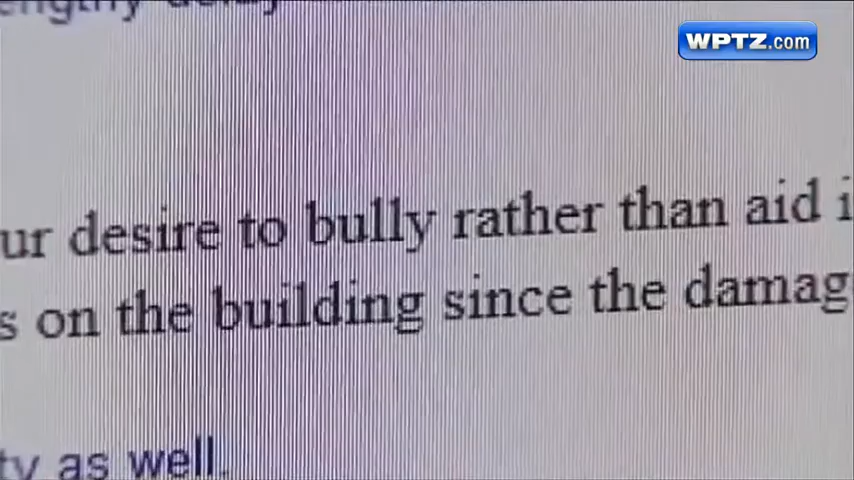 WPTZ.com
ur desire to bully rather than aid i
s on the building since the damag
ty as well.